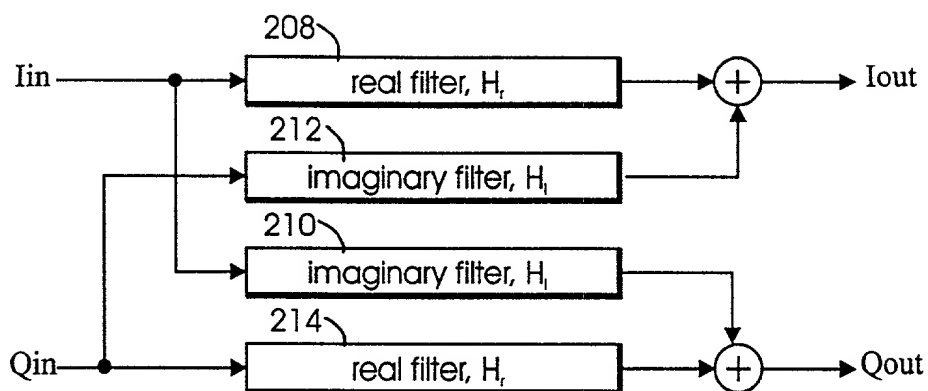 208
Iin
real filter, Hr
+
Iout
212
imaginary filter, HI
210
imaginary filter, HI
214
Qin
real filter, Hr
+
Qout